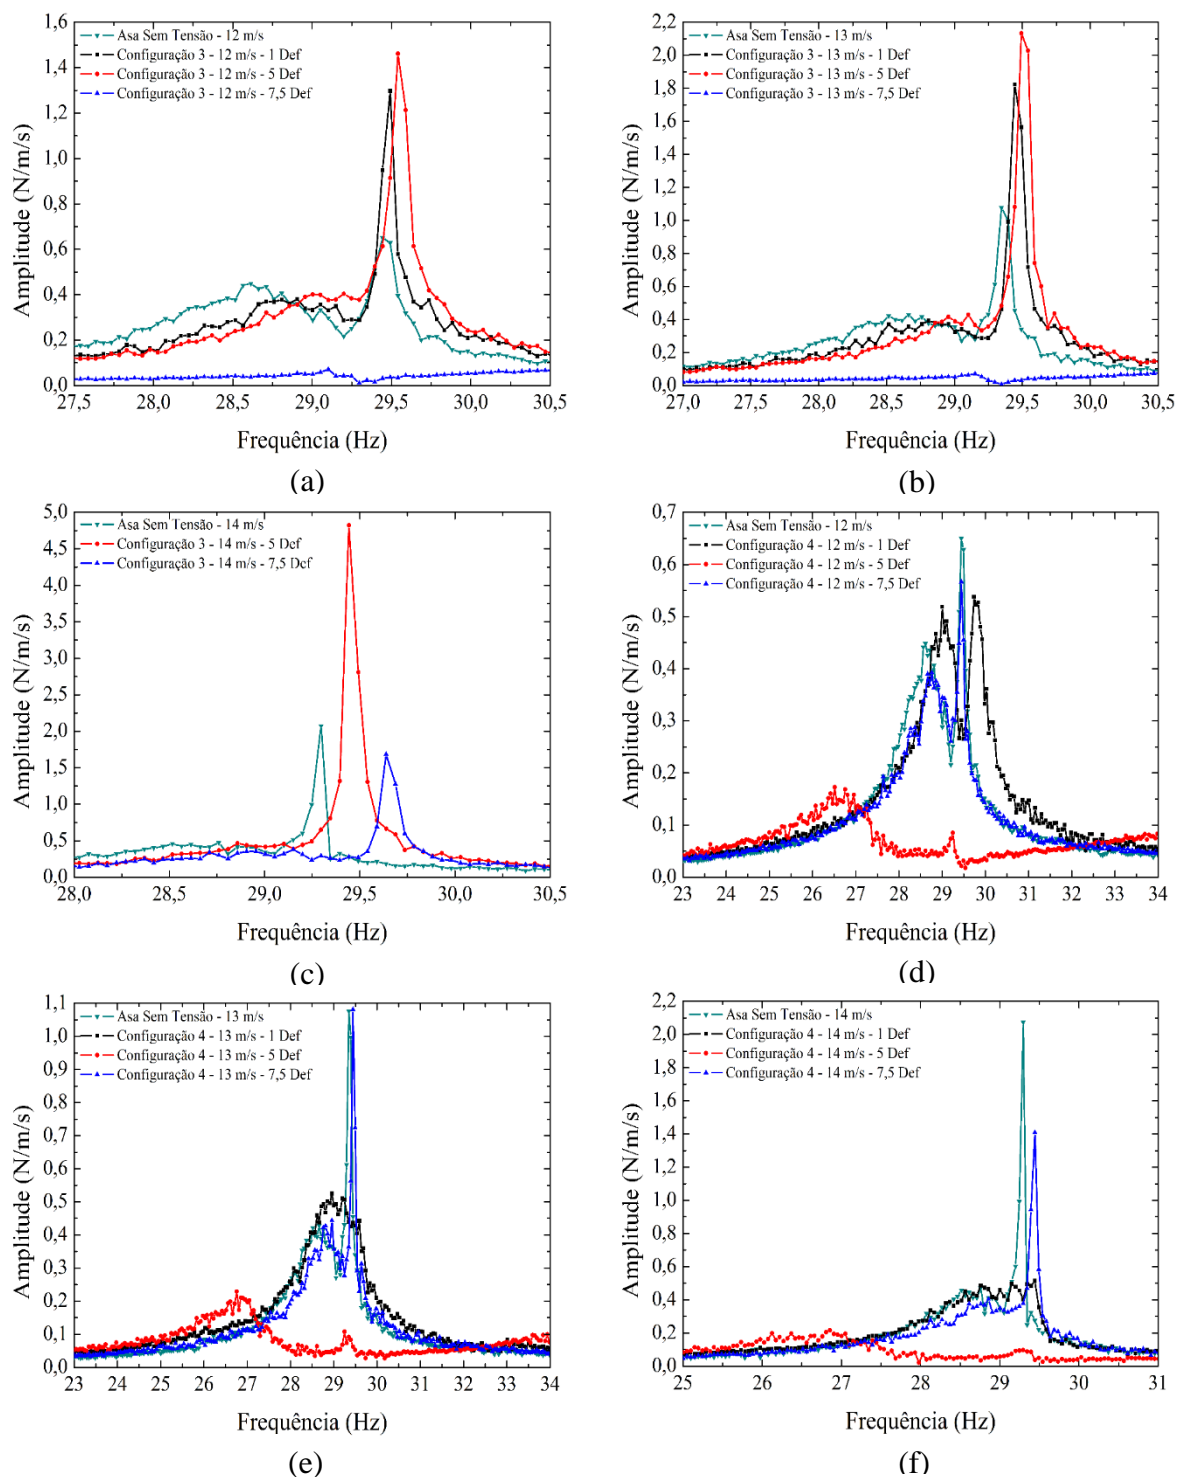 1,6
1,4
1,2
1,0
0,8
0,6
0,4
0,2
0,0
Amplitude (N/m/s)
Asa Sem Tensão - 12 m/s
Configuração 3 - 12 m/s - 1 Def
Configuração 3 - 12 m/s - 5 Def
Configuração 3 - 12 m/s - 7,5 Def
27,5 28,0 28,5 29,0 29,5 30,0 30,5
Frequência (Hz)
(a)
2,2
2,0
1,8
1,6
1,4
1,2
1,0
0,8
0,6
0,4
0,2
0,0
Amplitude (N/m/s)
Asa Sem Tensão - 13 m/s
Configuração 3 - 13 m/s - 1 Def
Configuração 3 - 13 m/s - 5 Def
Configuração 3 - 13 m/s - 7,5 Def
27,0 27,5 28,0 28,5 29,0 29,5 30,0 30,5
Frequência (Hz)
(b)
5,0
4,5
4,0
3,5
3,0
2,5
2,0
1,5
1,0
0,5
0,0
Amplitude (N/m/s)
Asa Sem Tensão - 14 m/s
Configuração 3 - 14 m/s - 5 Def
Configuração 3 - 14 m/s - 7,5 Def
28,0 28,5 29,0 29,5 30,0 30,5
Frequência (Hz)
(c)
0,7
0,6
0,5
0,4
0,3
0,2
0,1
0,0
Amplitude (N/m/s)
Asa Sem Tensão - 12 m/s
Configuração 4 - 12 m/s - 1 Def
Configuração 4 - 12 m/s - 5 Def
Configuração 4 - 12 m/s - 7,5 Def
23 24 25 26 27 28 29 30 31 32 33 34
Frequência (Hz)
(d)
1,1
1,0
0,9
0,8
0,7
0,6
0,5
0,4
0,3
0,2
0,1
0,0
Amplitude (N/m/s)
Asa Sem Tensão - 13 m/s
Configuração 4 - 13 m/s - 1 Def
Configuração 4 - 13 m/s - 5 Def
Configuração 4 - 13 m/s - 7,5 Def
23 24 25 26 27 28 29 30 31 32 33 34
Frequência (Hz)
(e)
2,2
2,0
1,8
1,6
1,4
1,2
1,0
0,8
0,6
0,4
0,2
0,0
Amplitude (N/m/s)
Asa Sem Tensão - 14 m/s
Configuração 4 - 14 m/s - 1 Def
Configuração 4 - 14 m/s - 5 Def
Configuração 4 - 14 m/s - 7,5 Def
25 26 27 28 29 30 31
Frequência (Hz)
(f)